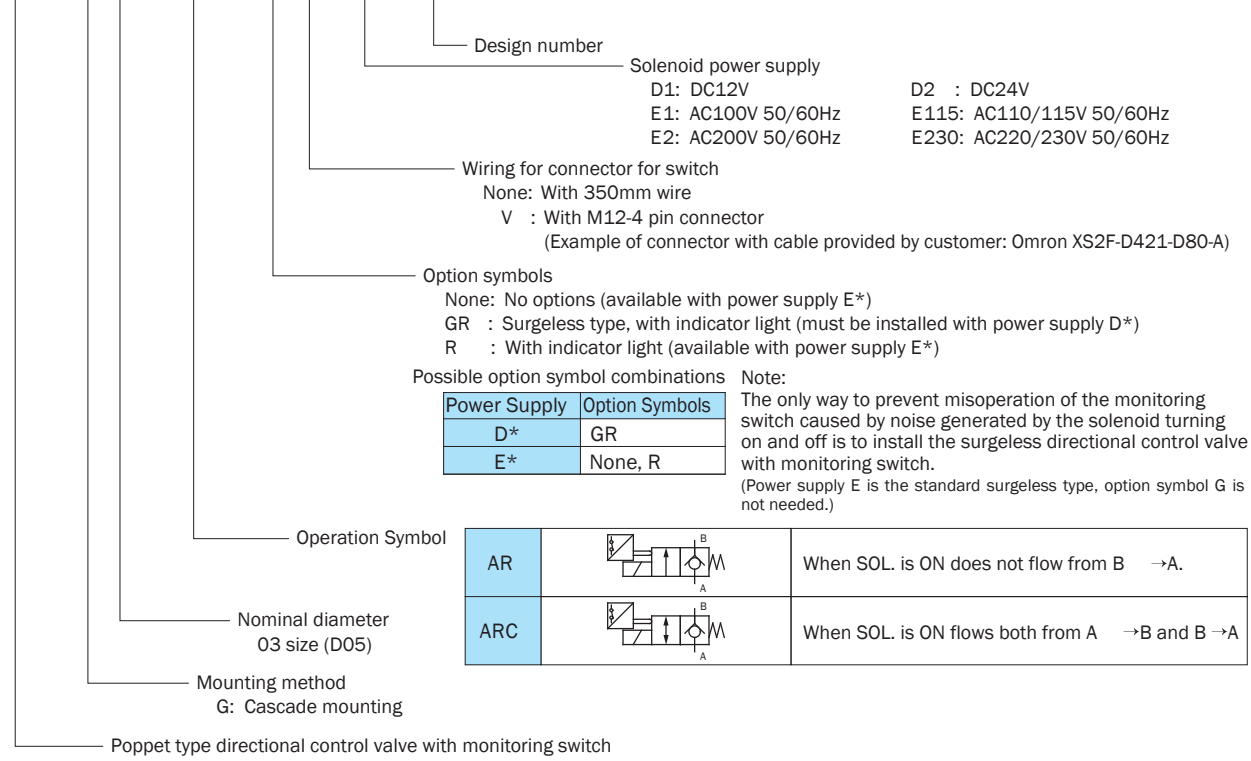 Design number
Solenoid power supply
D1: DC12V D2 : DC24V
E1: AC100V 50/60Hz E115: AC110/115V 50/60Hz
E2: AC200V 50/60Hz E230: AC220/230V 50/60Hz
Wiring for connector for switch
None: With 350mm wire
V : With M12-4 pin connector
(Example of connector with cable provided by customer: Omron XS2F-D421-D80-A)
Option symbols
None: No options (available with power supply E*)
GR : Surgeless type, with indicator light (must be installed with power supply D*)
R : With indicator light (available with power supply E*)
Possible option symbol combinations
Power Supply Option Symbols
D* GR
E* None, R
Note:
The only way to prevent misoperation of the monitoring
switch caused by noise generated by the solenoid turning
on and off is to install the surgeless directional control valve
with monitoring switch.
(Power supply E is the standard surgeless type, option symbol G is
not needed.)
Operation Symbol
AR
B
A
When SOL. is ON does not flow from B →A.
ARC
B
A
When SOL. is ON flows both from A →B and B →A
Nominal diameter
03 size (D05)
Mounting method
G: Cascade mounting
Poppet type directional control valve with monitoring switch